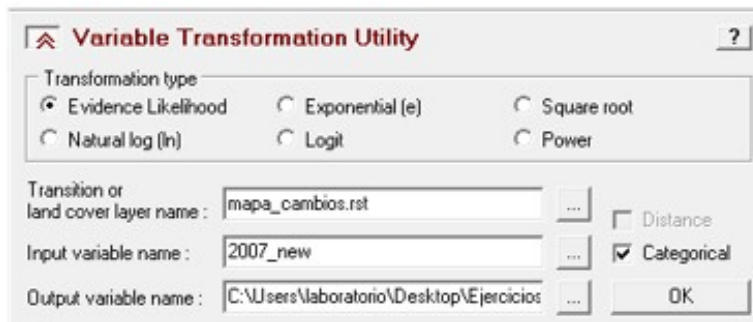 Variable Transformation Utility ?
Transformation type
Evidence Likelihood Exponential (e) Square root
Natural log (ln) Logit Power
Transition or
land cover layer name : mapa_cambios.rst ... Distance
Input variable name : 2007_new ... Categorical
Output variable name : C:\Users\laboratorio\Desktop\Ejercicios ... OK